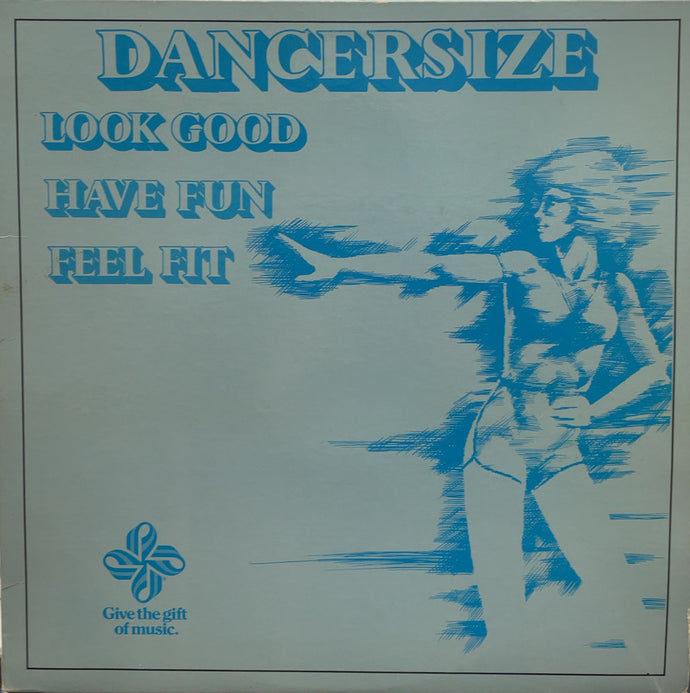 DANCERSIZE
LOOK GOOD
HAVE FUN
FEEL FIT
Give the gift
of music.